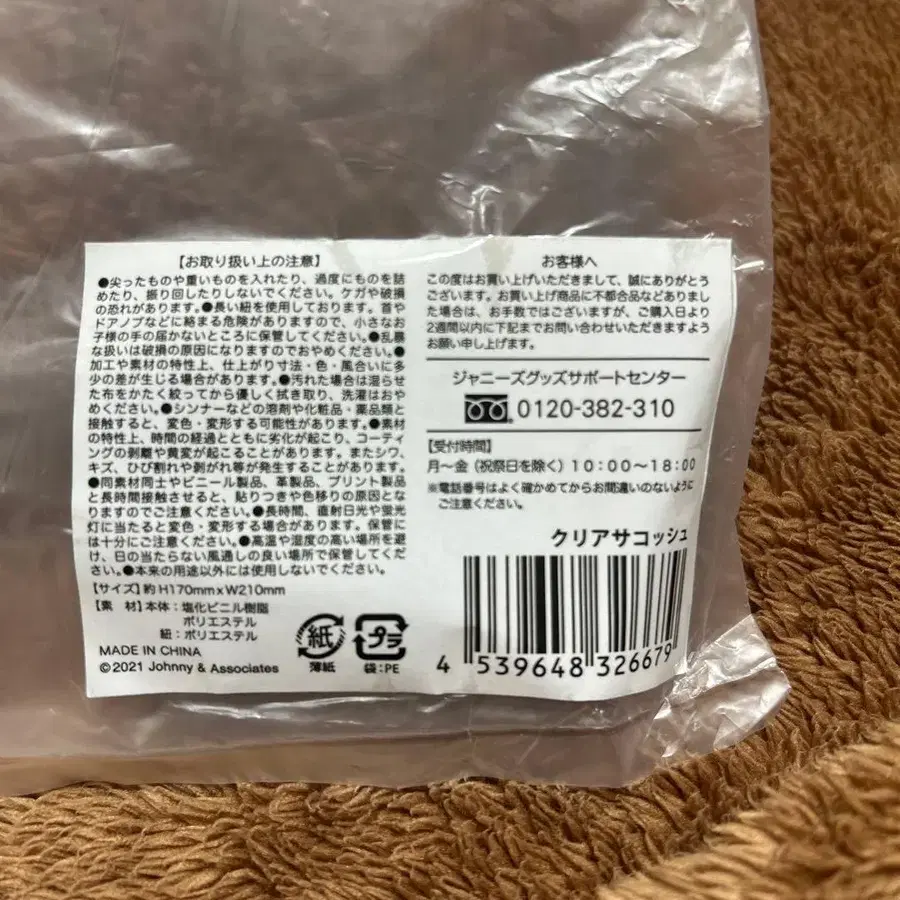 【お取り扱い上の注意】
●尖ったものや重いものを入れたり、過度にものを詰
めたり、振り回したりしないでください。ケガや破損
の恐れがあります。●長い紐を使用しております。首や
ドアノブなどに絡まる危険がありますので、小さなお
子様の手の届かないところに保管してください。●乱暴
な扱いは破損の原因になりますのでおやめください。●
加工や素材の特性上、仕上がり寸法・色・風合いに多
少の差が生じる場合があります。●汚れた場合は湿らせ
た布をかたく絞ってから優しく拭き取り、洗濯はおや
めください。●シンナーなどの溶剤や化粧品・薬品類と
接触すると、変色・変形する可能性があります。●素材
の特性上、時間の経過とともに劣化が起こり、コーティ
ングの剥離や黄変が起こることがあります。またシワ、
キズ、ひび割れや剥がれ等が発生することがあります。
●同素材同士やビニール製品、革製品、プリント製品
と長時間接触させると、貼りつきや色移りの原因とな
りますのでご注意ください。●長時間、直射日光や蛍光
灯に当たると変色・変形する場合があります。保管に
は十分にご注意ください。●高温や湿度の高い場所を避
け、日の当たらない風通しの良い場所で保管してくだ
さい。●本来の用途以外には使用しないでください。
【サイズ】約 H170mm×W210mm
【素 材】本体：塩化ビニル樹脂
ポリエステル
紐：ポリエステル
MADE IN CHINA
©2021 Johnny & Associates
紙
薄紙
プラ
袋：PE
お客様へ
この度はお買い上げいただきまして、誠にありがとう
ございます。お買い上げ商品に不都合品などありまし
た場合は、お手数ではございますが、ご購入日より
2週間以内に下記までお問い合わせいただきますよう
お願い申し上げます。
ジャニーズグッズサポートセンター
0120-382-310
【受付時間】
月〜金（祝祭日を除く）10:00〜18:00
※電話番号はよく確かめてからお間違いのないように
ご注意ください。
クリアサコッシュ
4 539648 326679